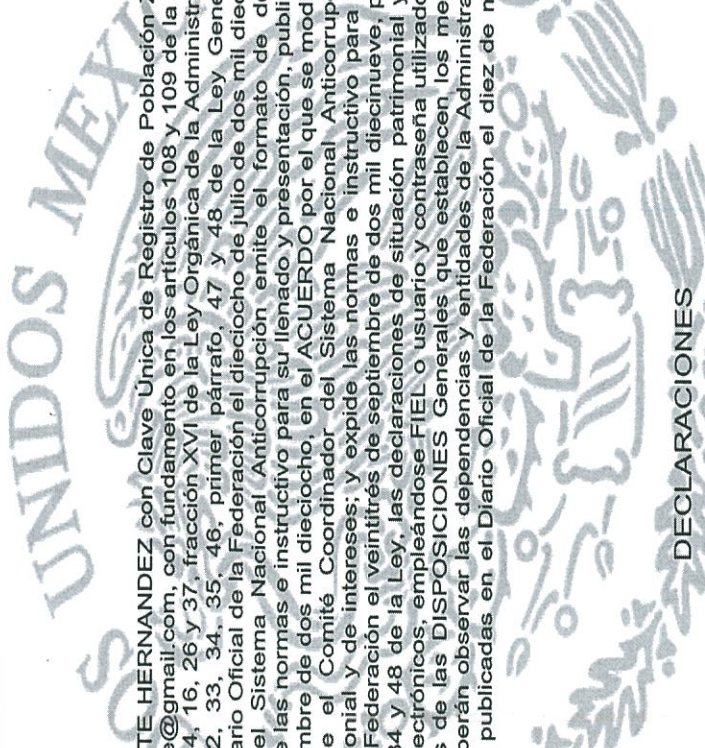 UNIDOS MEXI
TE HERNANDEZ con Clave Única de Registro de Población
e@gmail.com, con fundamento en los artículos 108 y 109 de la
4, 16, 26 y 37, fracción XVI de la Ley Orgánica de la Administr
2, 33, 34, 35, 46, primer párrafo, 47 y 48 de la Ley Gene
ario Oficial de la Federación el dieciocho de julio de dos mil diec
el Sistema Nacional Anticorrupción emite el formato de de
e las normas e instructivo para su llenado y presentación, publi
mbre de dos mil dieciocho, en el ACUERDO por el que se mod
e el Comité Coordinador del Sistema Nacional Anticorrup
onial y de intereses; y expide las normas e instructivo para
Federación el veintitrés de septiembre de dos mil diecinueve, p
34 y 48 de la Ley, las declaraciones de situación patrimonial y
ectrónicos, empleándose FIEL o usuario y contraseña utilizado
s de las DISPOSICIONES Generales que establecen los me
berán observar las dependencias y entidades de la Administra
publicadas en el Diario Oficial de la Federación el diez de n
DECLARACIONES